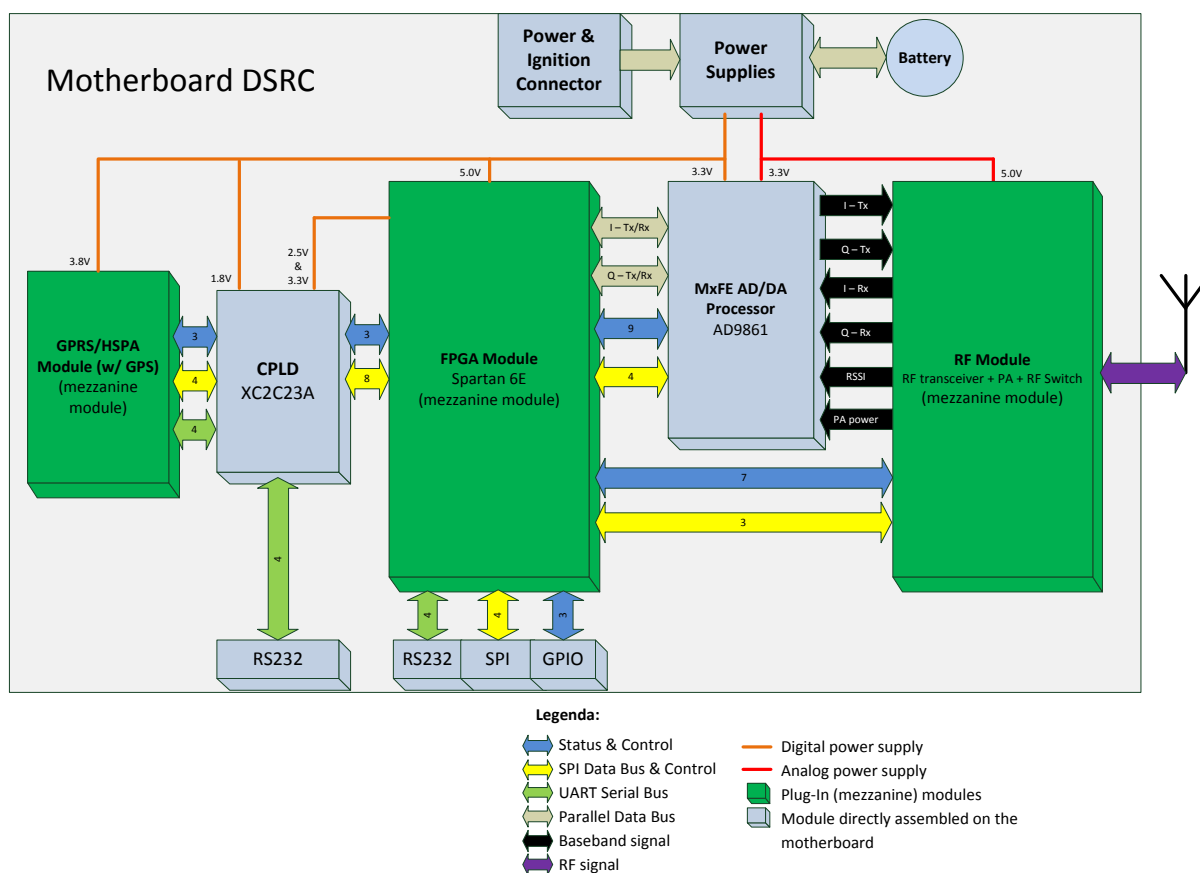 Motherboard DSRC
Power &
Ignition
Connector
Power
Supplies
Battery
3.8V
1.8V
2.5V
&
3.3V
5.0V
3.3V
3.3V
5.0V
GPRS/HSPA
Module (w/ GPS)
(mezzanine
module)
3
4
4
CPLD
XC2C23A
3
8
FPGA Module
Spartan 6E
(mezzanine module)
I – Tx/Rx
Q – Tx/Rx
9
4
MxFE AD/DA
Processor
AD9861
I – Tx
Q – Tx
I – Rx
Q – Rx
RSSI
PA power
RF Module
RF transceiver + PA + RF Switch
(mezzanine module)
7
3
4
4
4
3
RS232
RS232
SPI
GPIO
Legenda:
Status & Control
SPI Data Bus & Control
UART Serial Bus
Parallel Data Bus
Baseband signal
RF signal
Digital power supply
Analog power supply
Plug-In (mezzanine) modules
Module directly assembled on the
motherboard